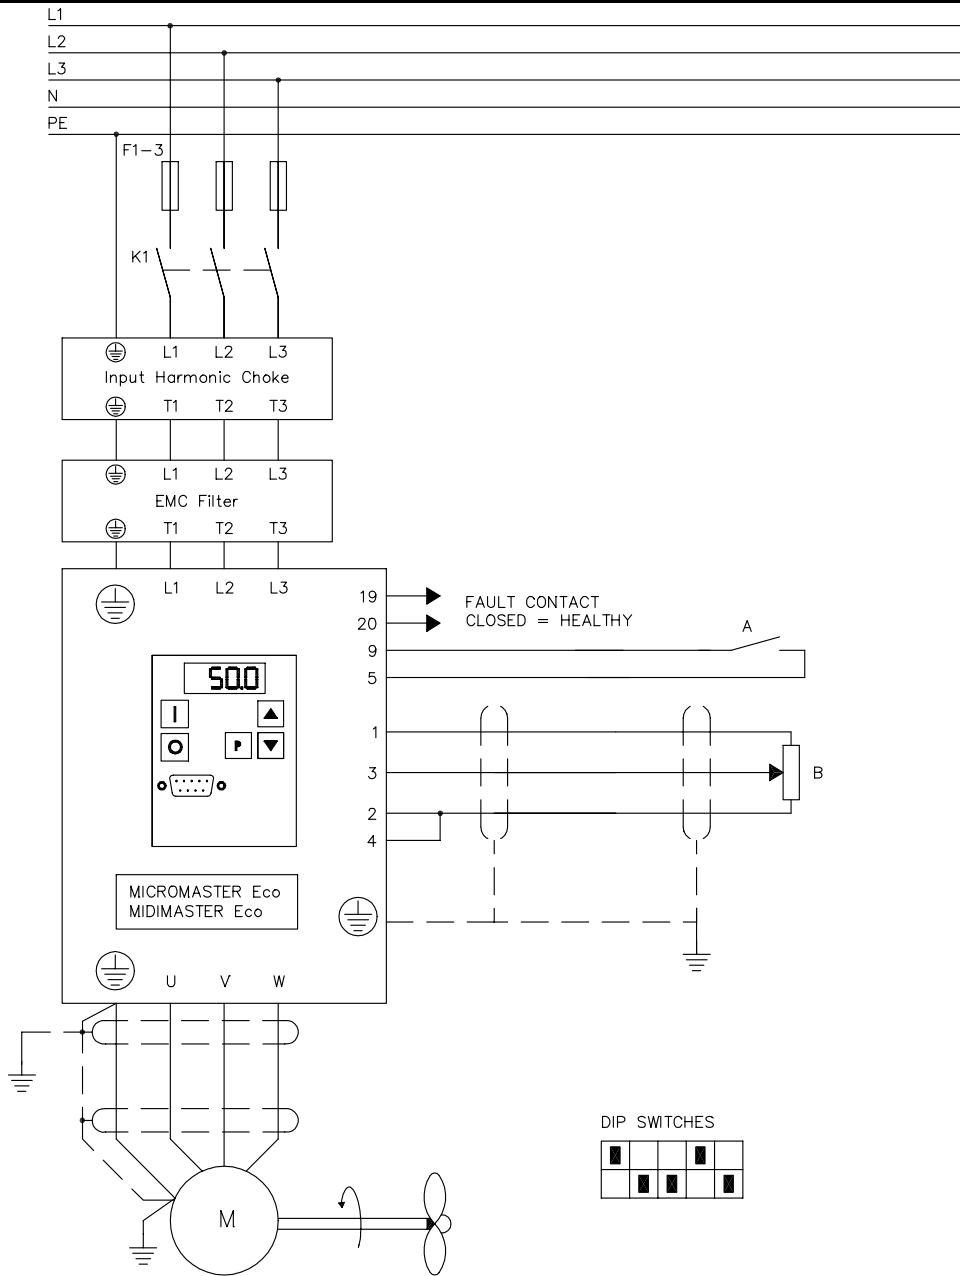 L1
L2
L3
N
PE
F1-3
K1
L1 L2 L3
Input Harmonic Choke
T1 T2 T3
L1 L2 L3
EMC Filter
T1 T2 T3
L1 L2 L3
19
20
FAULT CONTACT
CLOSED = HEALTHY
9
5
A
50.0
I
O
P
1
3
2
4
B
MICROMASTER Eco
MIDIMASTER Eco
U V W
M
DIP SWITCHES